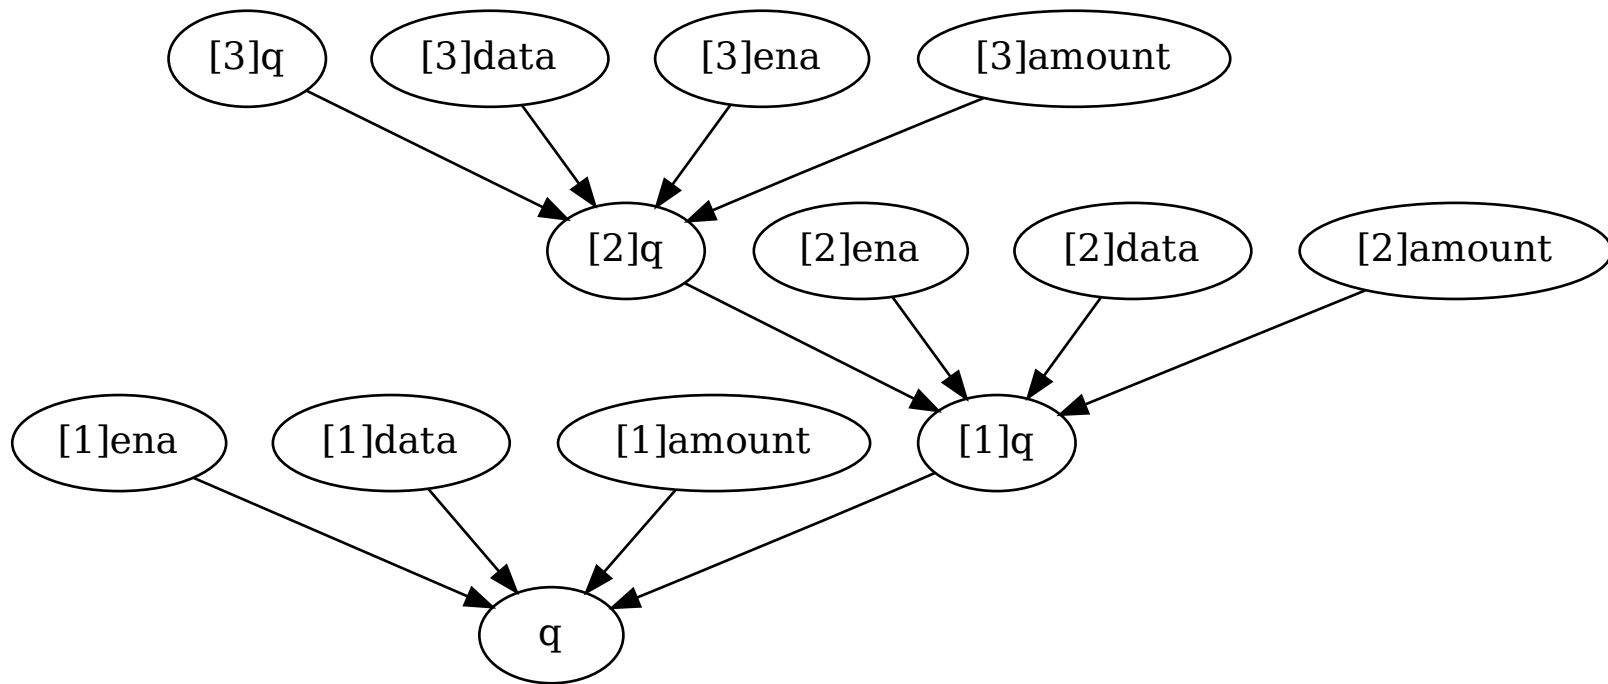 [3]q
[3]data
[3]ena
[3]amount
[2]q
[2]ena
[2]data
[2]amount
[1]ena
[1]data
[1]amount
[1]q
q